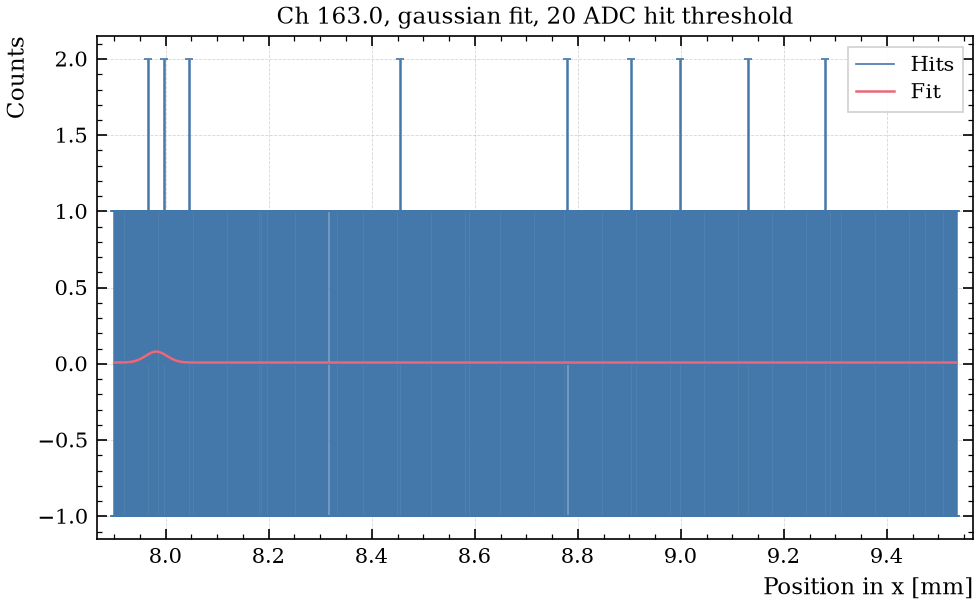 Ch 163.0, gaussian fit, 20 ADC hit threshold
Counts
2.0
1.5
1.0
0.5
0.0
−0.5
−1.0
Hits
Fit
8.0 8.2 8.4 8.6 8.8 9.0 9.2 9.4
Position in x [mm]